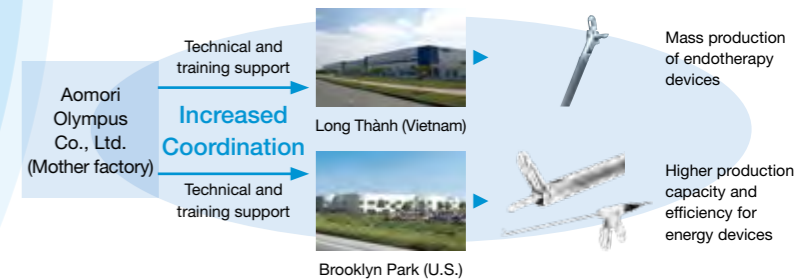 Aomori
Olympus
Co., Ltd.
(Mother factory)
Technical and
training support
Increased
Coordination
Technical and
training support
Long Thành (Vietnam)
Mass production
of endotherapy
devices
Brooklyn Park (U.S.)
Higher production
capacity and
efficiency for
energy devices